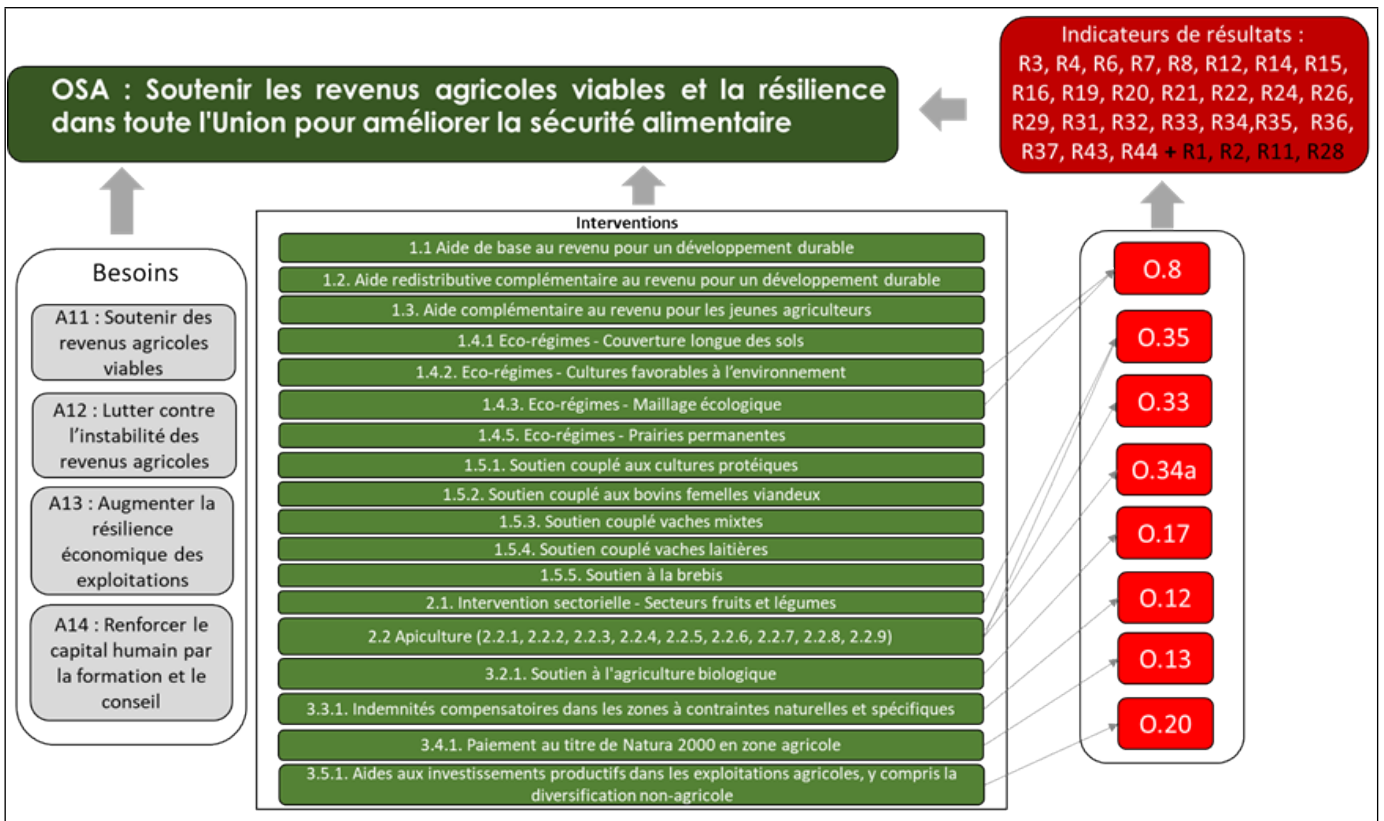 Indicateurs de résultats :
R3, R4, R6, R7, R8, R12, R14, R15,
R16, R19, R20, R21, R22, R24, R26,
R29, R31, R32, R33, R34,R35, R36,
R37, R43, R44 + R1, R2, R11, R28
OSA : Soutenir les revenus agricoles viables et la résilience
dans toute l'Union pour améliorer la sécurité alimentaire
Besoins
A11 : Soutenir des
revenus agricoles
viables
A12 : Lutter contre
l’instabilité des
revenus agricoles
A13 : Augmenter la
résilience
économique des
exploitations
A14 : Renforcer le
capital humain par
la formation et le
conseil
Interventions
1.1 Aide de base au revenu pour un développement durable
1.2. Aide redistributive complémentaire au revenu pour un développement durable
1.3. Aide complémentaire au revenu pour les jeunes agriculteurs
1.4.1 Eco-régimes - Couverture longue des sols
1.4.2. Eco-régimes - Cultures favorables à l’environnement
1.4.3. Eco-régimes - Maillage écologique
1.4.5. Eco-régimes - Prairies permanentes
1.5.1. Soutien couplé aux cultures protéiques
1.5.2. Soutien couplé aux bovins femelles viandeux
1.5.3. Soutien couplé vaches mixtes
1.5.4. Soutien couplé vaches laitières
1.5.5. Soutien à la brebis
2.1. Intervention sectorielle - Secteurs fruits et légumes
2.2 Apiculture (2.2.1, 2.2.2, 2.2.3, 2.2.4, 2.2.5, 2.2.6, 2.2.7, 2.2.8, 2.2.9)
3.2.1. Soutien à l'agriculture biologique
3.3.1. Indemnités compensatoires dans les zones à contraintes naturelles et spécifiques
3.4.1. Paiement au titre de Natura 2000 en zone agricole
3.5.1. Aides aux investissements productifs dans les exploitations agricoles, y compris la
diversification non-agricole
O.8
O.35
O.33
O.34a
O.17
O.12
O.13
O.20